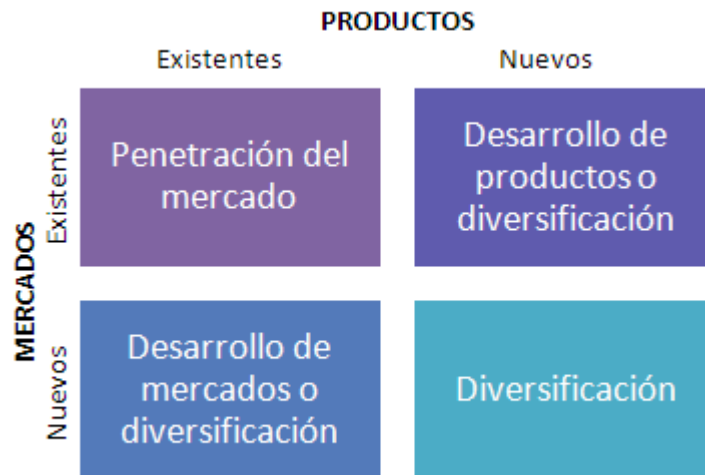 PRODUCTOS
Existentes
Nuevos
MERCADOS
Existentes
Penetración del
mercado
Desarrollo de
productos o
diversificación
Nuevos
Desarrollo de
mercados o
diversificación
Diversificación